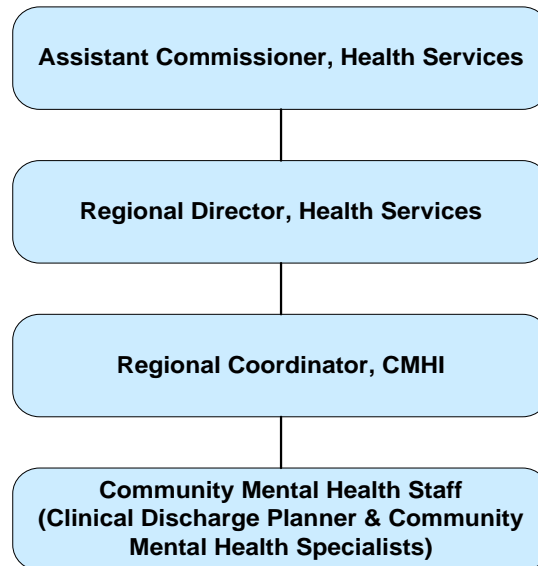 Assistant Commissioner, Health Services
Regional Director, Health Services
Regional Coordinator, CMHI
Community Mental Health Staff
(Clinical Discharge Planner & Community
Mental Health Specialists)